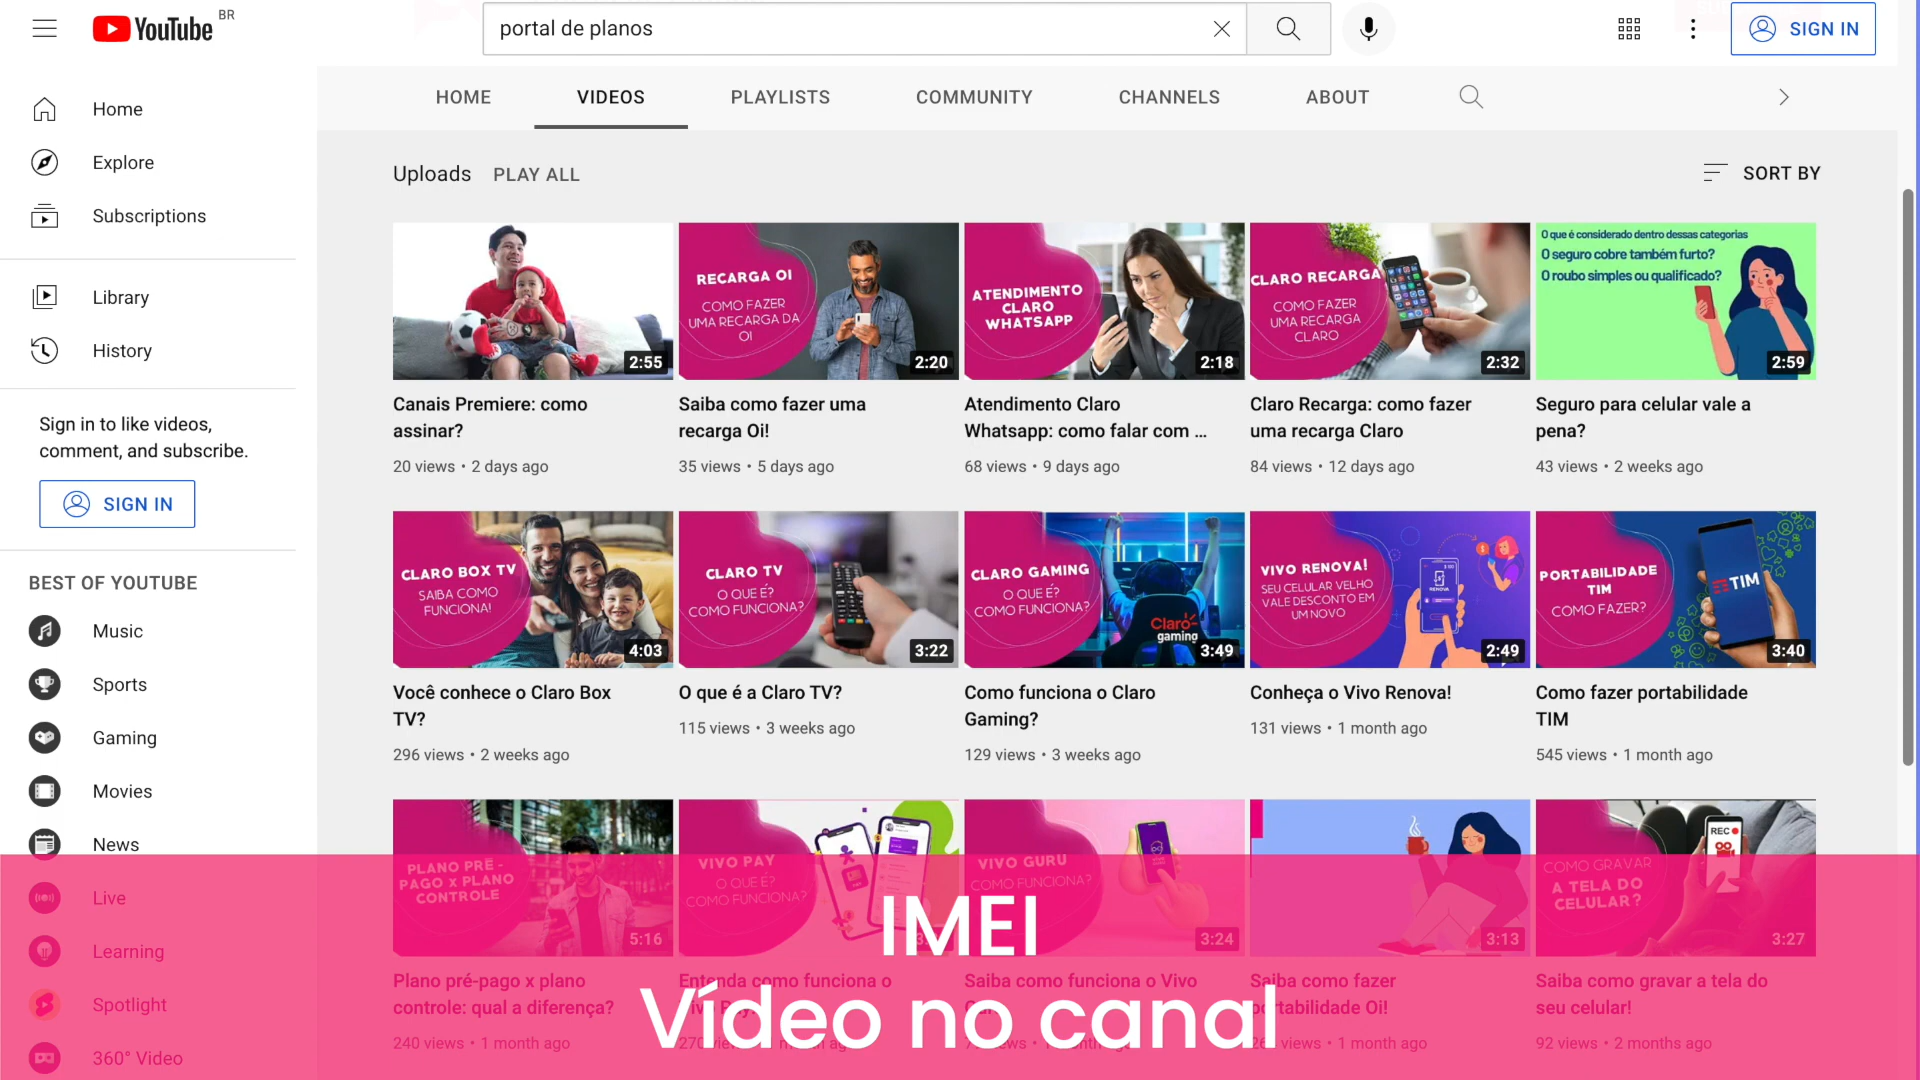 YouTube BR
portal de planos
SIGN IN
HOME VIDEOS PLAYLISTS COMMUNITY CHANNELS ABOUT
Home
Explore
Subscriptions
Library
History
Sign in to like videos,
comment, and subscribe.
SIGN IN
BEST OF YOUTUBE
Music
Sports
Gaming
Movies
News
Live
Learning
Spotlight
360° Video
Uploads PLAY ALL
SORT BY
2:55
Canais Premiere: como
assinar?
20 views • 2 days ago
RECARGA OI
COMO FAZER
UMA RECARGA DA
OI
2:20
Saiba como fazer uma
recarga Oi!
35 views • 5 days ago
ATENDIMENTO
CLARO
WHATSAPP
2:18
Atendimento Claro
Whatsapp: como falar com ...
68 views • 9 days ago
CLARO RECARGA
COMO FAZER
UMA RECARGA
CLARO
2:32
Claro Recarga: como fazer
uma recarga Claro
84 views • 12 days ago
O que é considerado dentro dessas categorias
O seguro cobre também furto?
O roubo simples ou qualificado?
2:59
Seguro para celular vale a
pena?
43 views • 2 weeks ago
CLARO BOX TV
SAIBA COMO
FUNCIONA!
4:03
Você conhece o Claro Box
TV?
296 views • 2 weeks ago
CLARO TV
O QUE É?
COMO FUNCIONA?
3:22
O que é a Claro TV?
115 views • 3 weeks ago
CLARO GAMING
O QUE É?
COMO FUNCIONA?
Claro
gaming
3:49
Como funciona o Claro
Gaming?
129 views • 3 weeks ago
VIVO RENOVA!
SEU CELULAR VELHO
VALE DESCONTO EM
UM NOVO
RENOVA
2:49
Conheça o Vivo Renova!
131 views • 1 month ago
PORTABILIDADE
TIM
COMO FAZER?
TIM
3:40
Como fazer portabilidade
TIM
545 views • 1 month ago
PLANO PRÉ -
PAGO X PLANO
CONTROLE
5:16
Plano pré-pago x plano
controle: qual a diferença?
240 views • 1 month ago
VIVO PAY
O QUE É?
COMO FUNCIONA?
Entenda como funciona o
VIVO GURU
COMO FUNCIONA?
3:24
Saiba como funciona o Vivo
3:13
Saiba como fazer
portabilidade Oi!
views • 1 month ago
REC
COMO GRAVAR
A TELA DO
CELULAR?
3:27
Saiba como gravar a tela do
seu celular!
92 views • 2 months ago
IMEI
Vídeo no canal